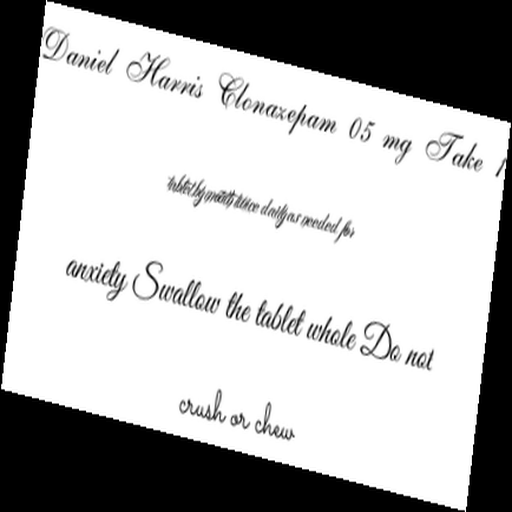 Daniel Harris Clonazepam 05 mg Take 1
tablet by mouth twice daily as needed for
anxiety Swallow the tablet whole Do not
crush or chew